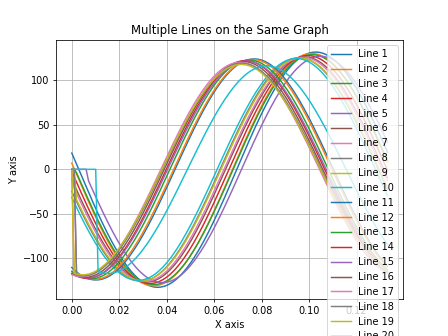 Multiple Lines on the Same Graph
Y axis
100
50
0
−50
−100
0.00
0.02
0.04
0.06
0.08
0.10
X axis
Line 1
Line 2
Line 3
Line 4
Line 5
Line 6
Line 7
Line 8
Line 9
Line 10
Line 11
Line 12
Line 13
Line 14
Line 15
Line 16
Line 17
Line 18
Line 19
Line 20